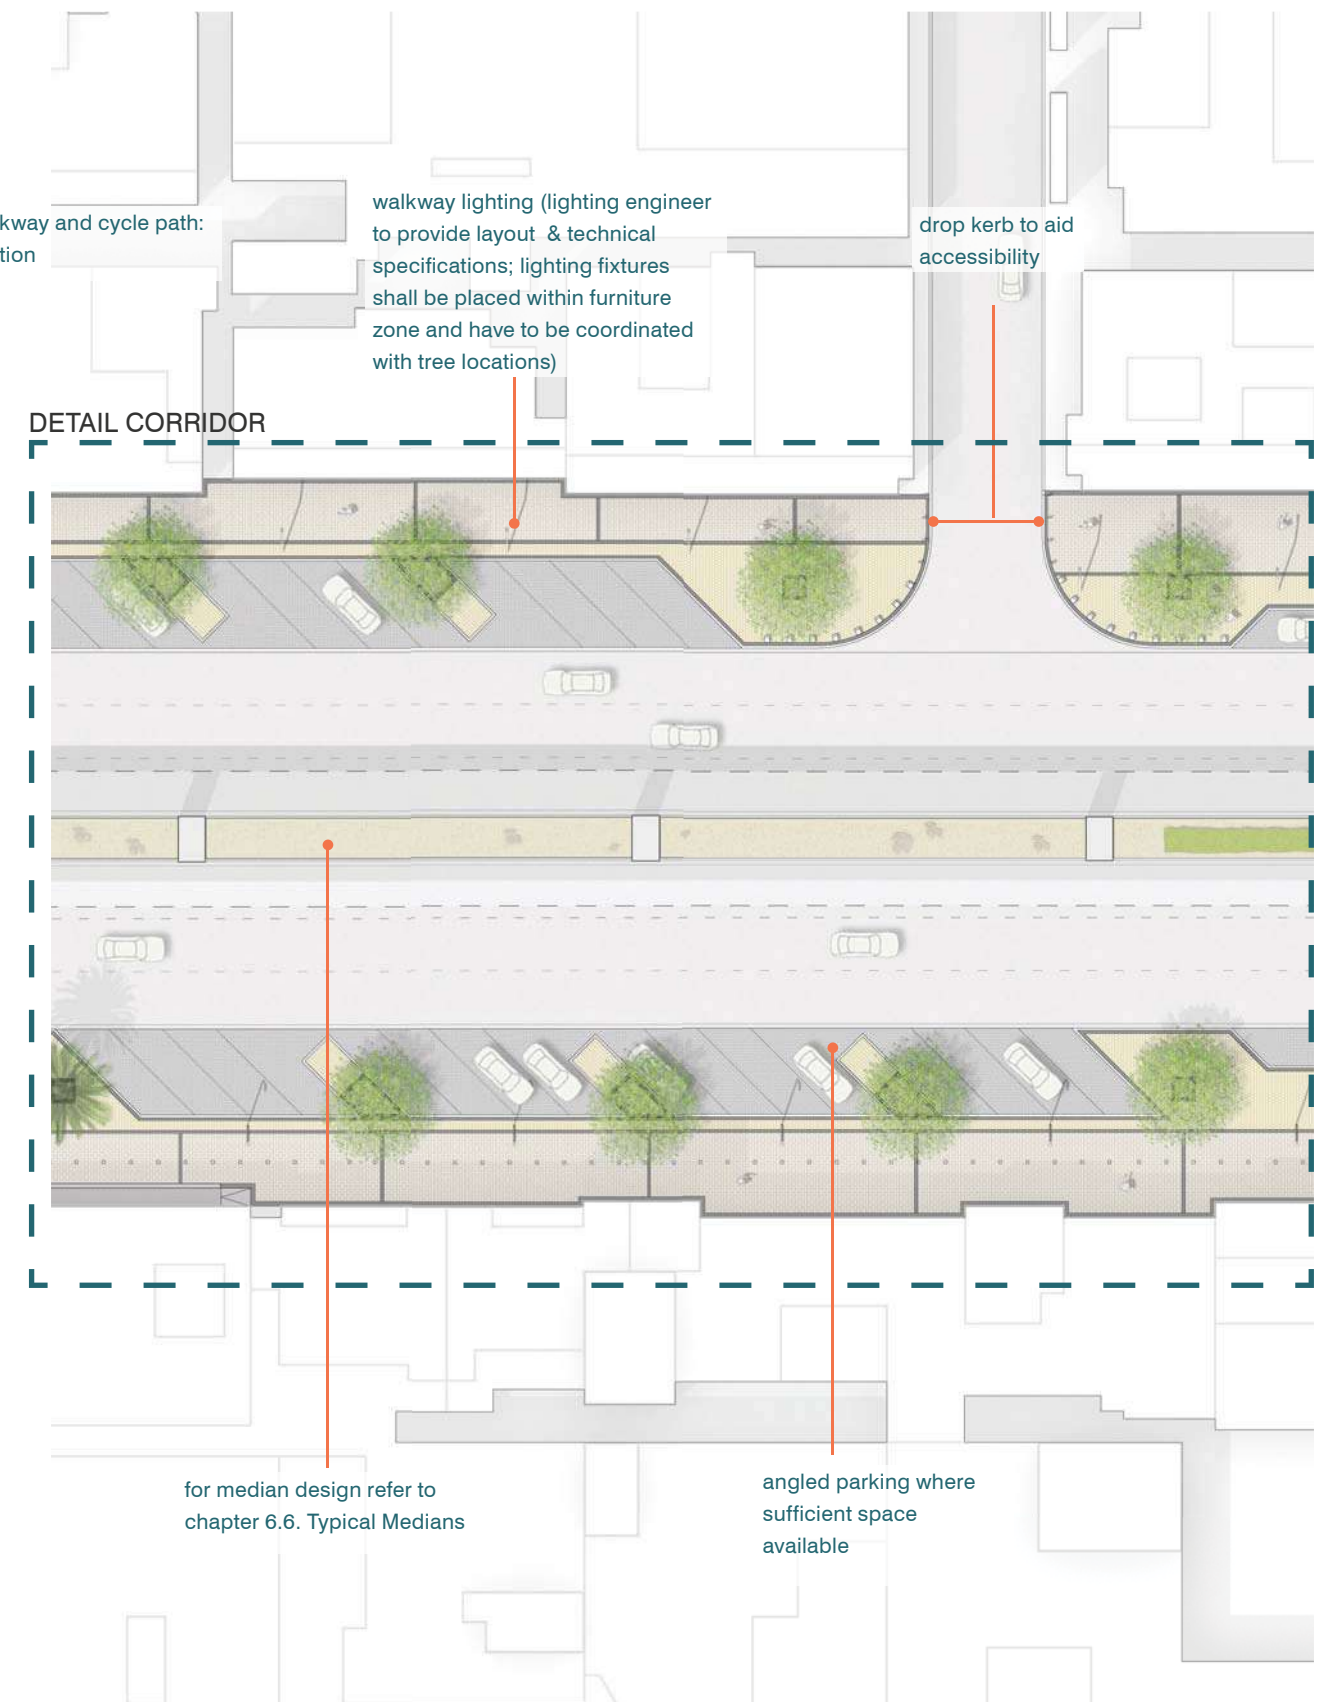 walkway lighting (lighting engineer
to provide layout & technical
specifications; lighting fixtures
shall be placed within furniture
zone and have to be coordinated
with tree locations)
kway and cycle path:
tion
drop kerb to aid
accessibility
DETAIL CORRIDOR
for median design refer to
chapter 6.6. Typical Medians
angled parking where
sufficient space
available